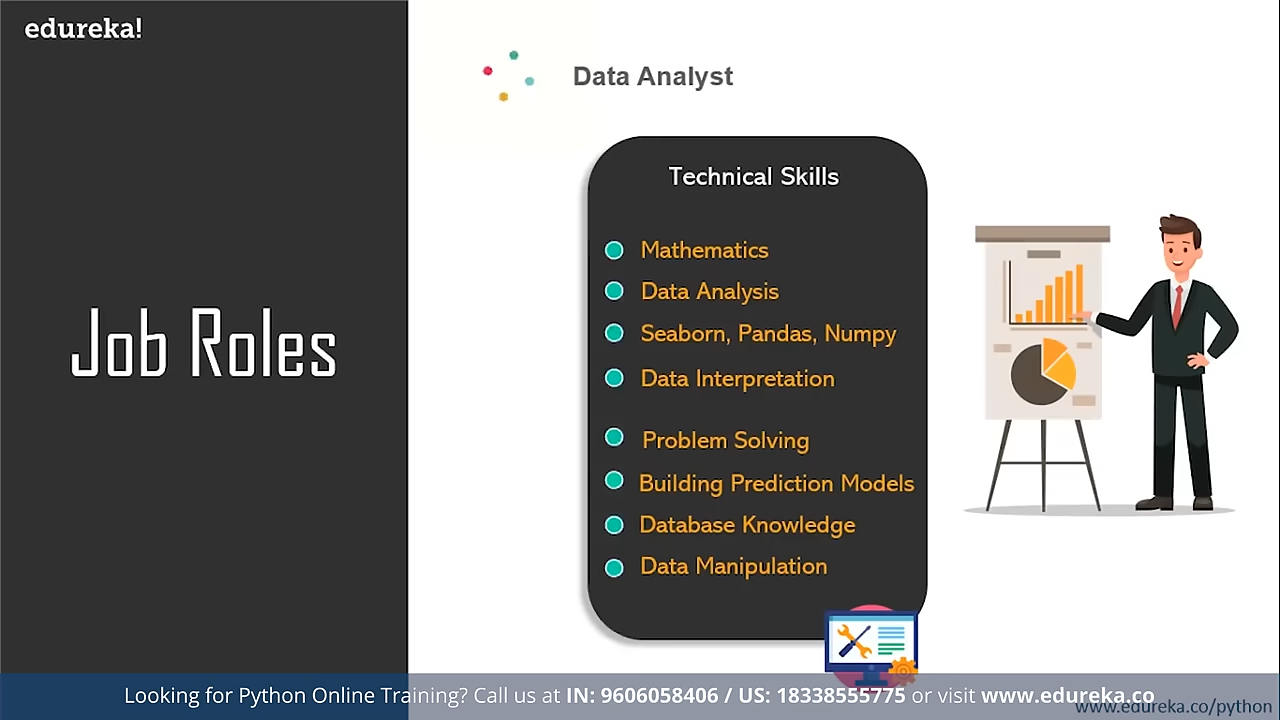 edureka!
Data Analyst
Job Roles
Technical Skills
Mathematics
Data Analysis
Seaborn, Pandas, Numpy
Data Interpretation
Problem Solving
Building Prediction Models
Database Knowledge
Data Manipulation
Looking for Python Online Training? Call us at IN: 9606058406 / US: 18338555775 or visit www.edureka.co
www.edureka.co/python